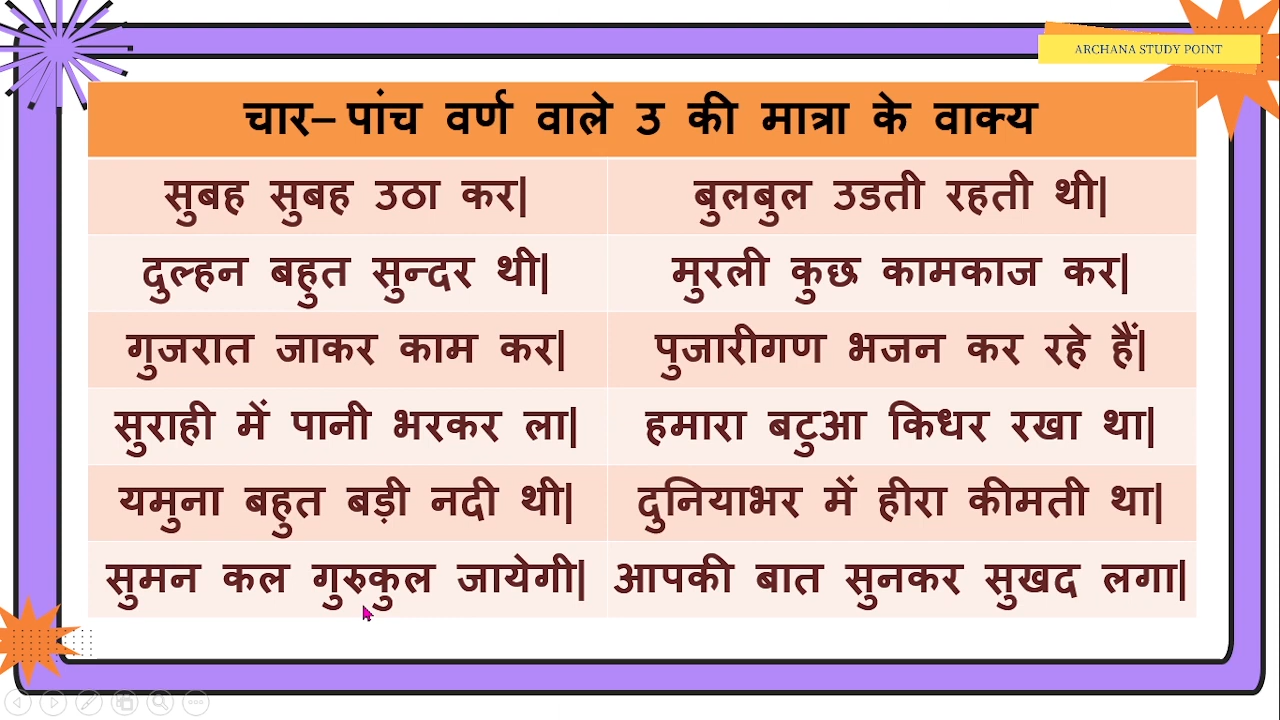 ARCHANA STUDY POINT
चार– पांच वर्ण वाले उ की मात्रा के वाक्य
सुबह सुबह उठा कर| बुलबुल उडती रहती थी|
दुल्हन बहुत सुन्दर थी| मुरली कुछ कामकाज कर|
गुजरात जाकर काम कर| पुजारीगण भजन कर रहे हैं|
सुराही में पानी भरकर ला| हमारा बटुआ किधर रखा था|
यमुना बहुत बड़ी नदी थी| दुनियाभर में हीरा कीमती था|
सुमन कल गुरुकुल जायेगी| आपकी बात सुनकर सुखद लगा|